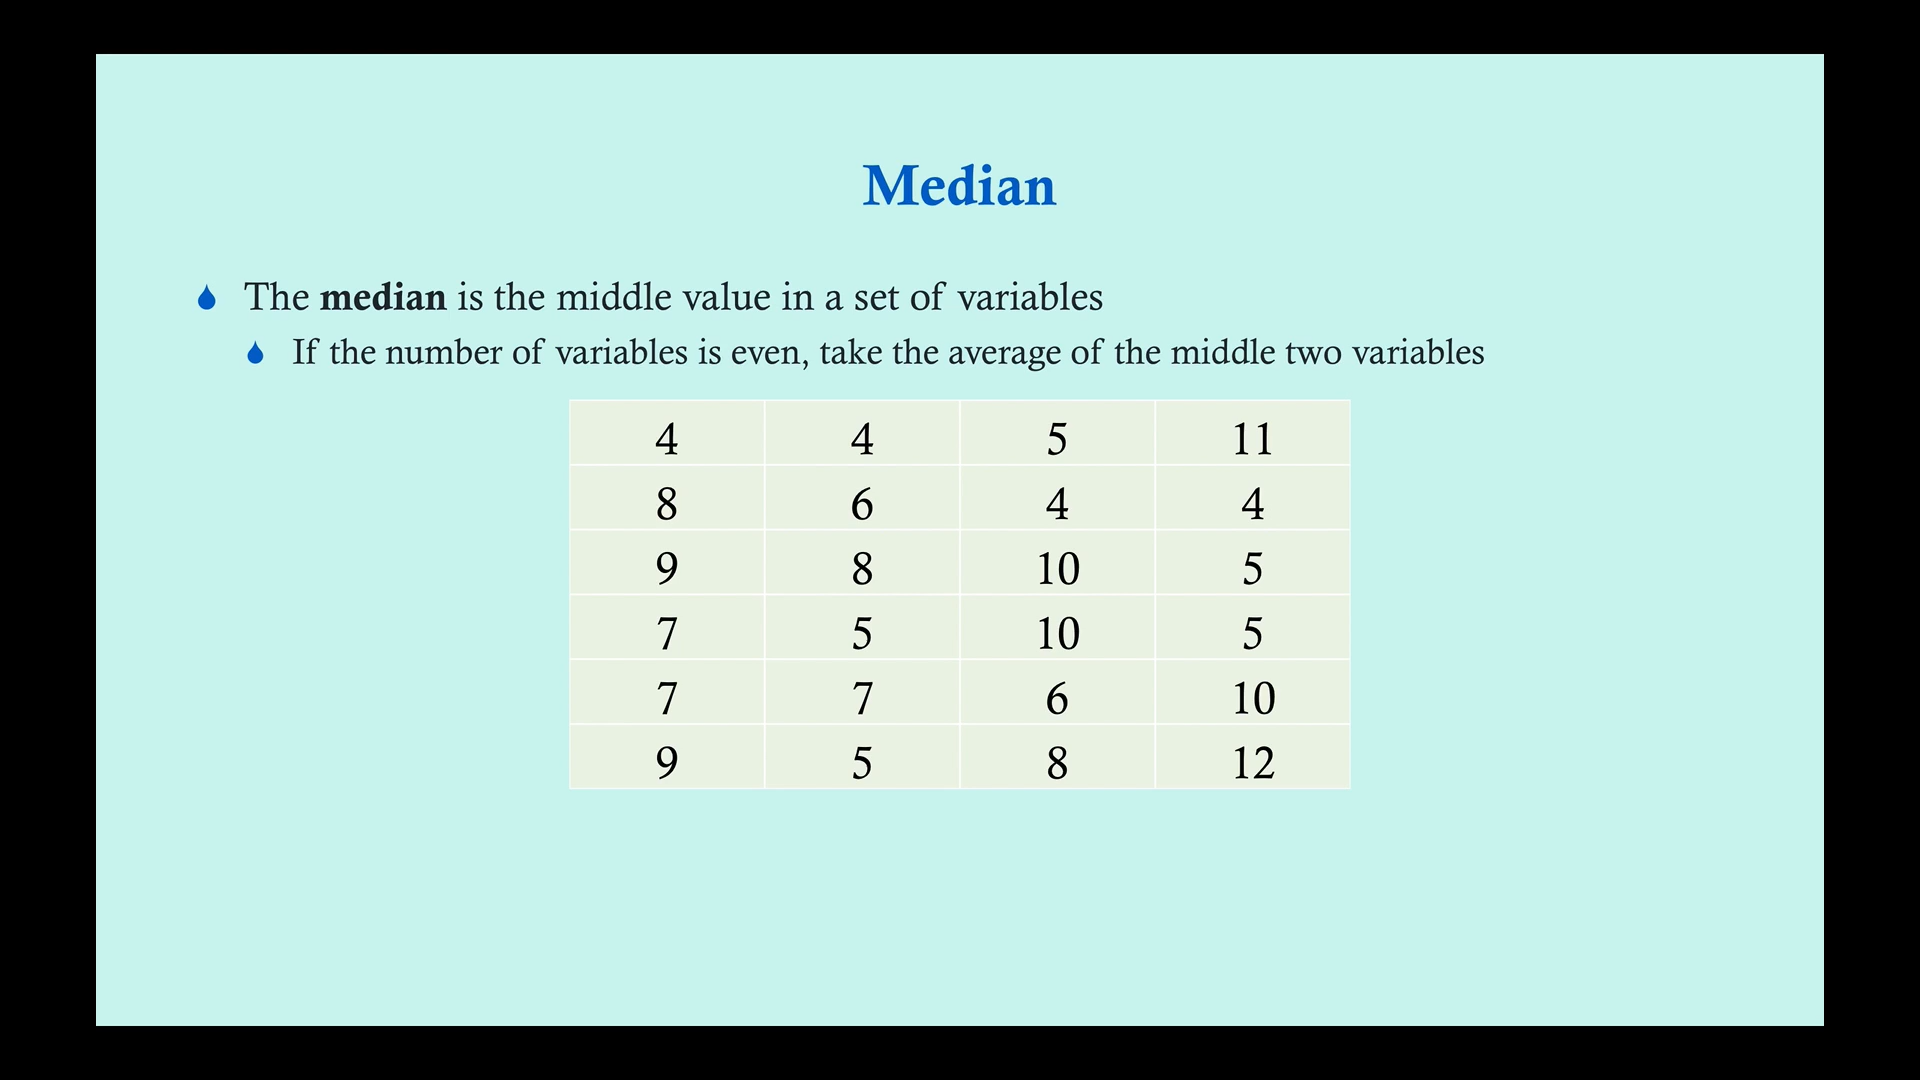 Median
The median is the middle value in a set of variables
If the number of variables is even, take the average of the middle two variables
4 4 5 11
8 6 4 4
9 8 10 5
7 5 10 5
7 7 6 10
9 5 8 12